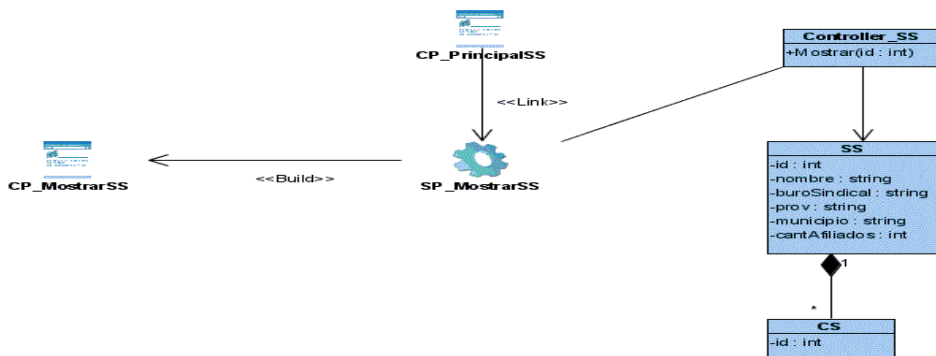 CP_PrincipalSS
<<Link>>
CP_MostrarSS
<<Build>>
SP_MostrarSS
Controller_SS
+Mostrar(id : int)
SS
-id : int
-nombre : string
-buroSindical : string
-prov : string
-municipio : string
-cantAfiliados : int
1
*
CS
-id : int